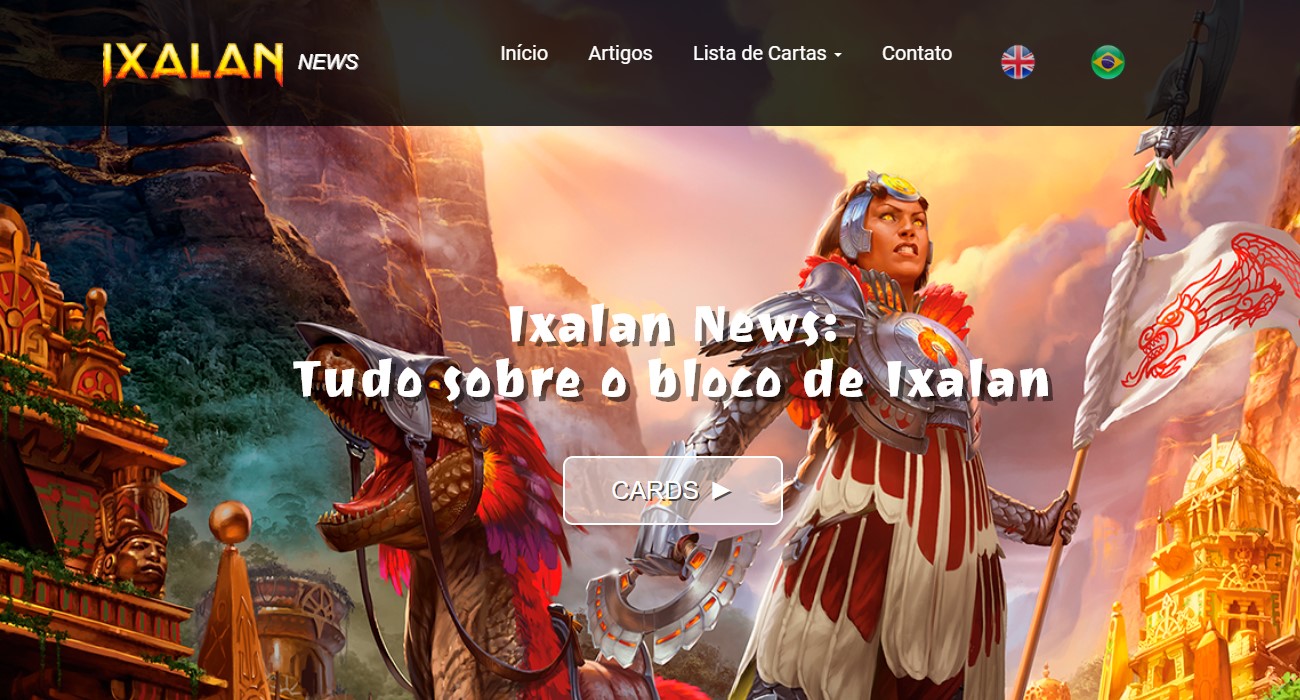 IXALAN NEWS
Início Artigos Lista de Cartas Contato
Ixalan News:
Tudo sobre o bloco de Ixalan
CARDS ►